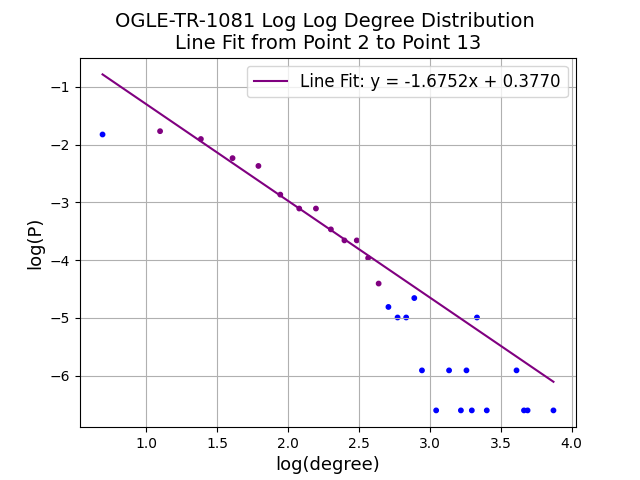 OGLE-TR-1081 Log Log Degree Distribution
Line Fit from Point 2 to Point 13
Line Fit: y = -1.6752x + 0.3770
−1
−2
−3
−4
−5
−6
log(P)
1.0 1.5 2.0 2.5 3.0 3.5 4.0
log(degree)